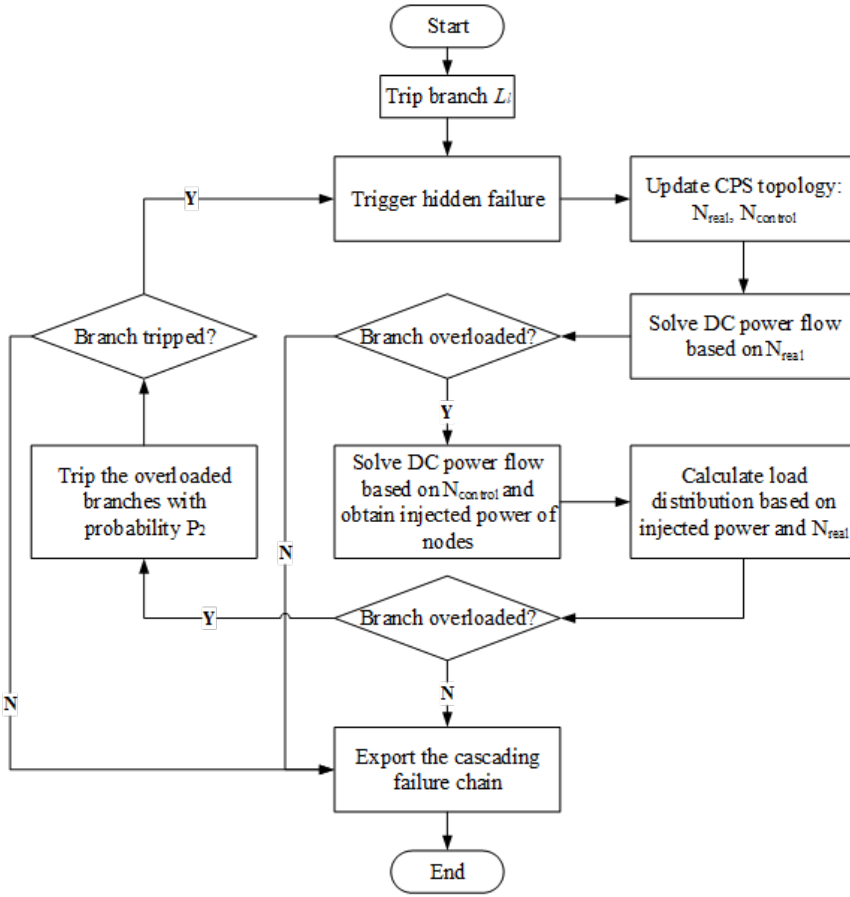 Start
Trip branch Li
Trigger hidden failure
Update CPS topology:
Nreal, Ncontrol
Y
Branch tripped?
Branch overloaded?
Solve DC power flow
based on Nreal
Y
Trip the overloaded
branches with
probability P2
Solve DC power flow
based on Ncontrol and
obtain injected power of
nodes
Calculate load
distribution based on
injected power and Nreal
N
Y
Branch overloaded?
N
N
Export the cascading
failure chain
End